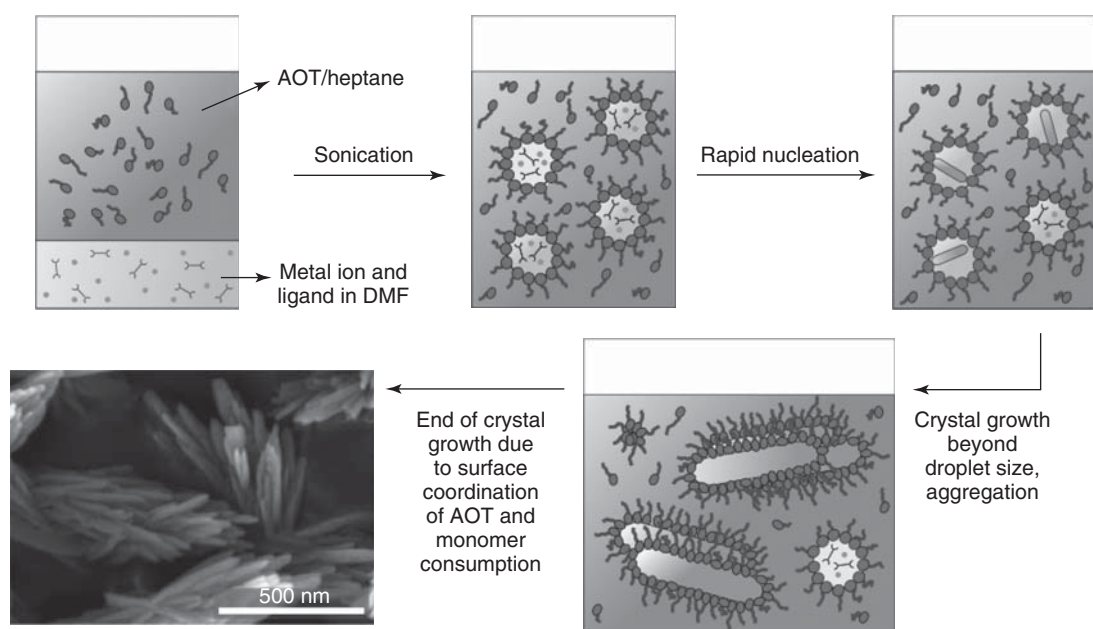 AOT/heptane
Sonication
Rapid nucleation
Metal ion and
ligand in DMF
Crystal growth
beyond
droplet size,
aggregation
End of crystal
growth due
to surface
coordination
of AOT and
monomer
consumption
500 nm